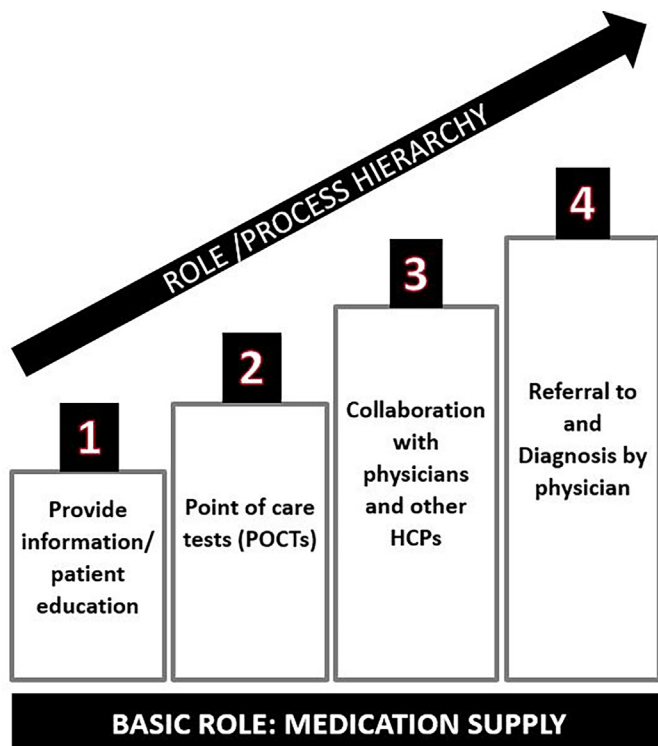 ROLE /PROCESS HIERARCHY
1
Provide
information/
patient
education
2
Point of care
tests (POCTs)
3
Collaboration
with
physicians
and other
HCPs
4
Referral to
and
Diagnosis by
physician
BASIC ROLE: MEDICATION SUPPLY